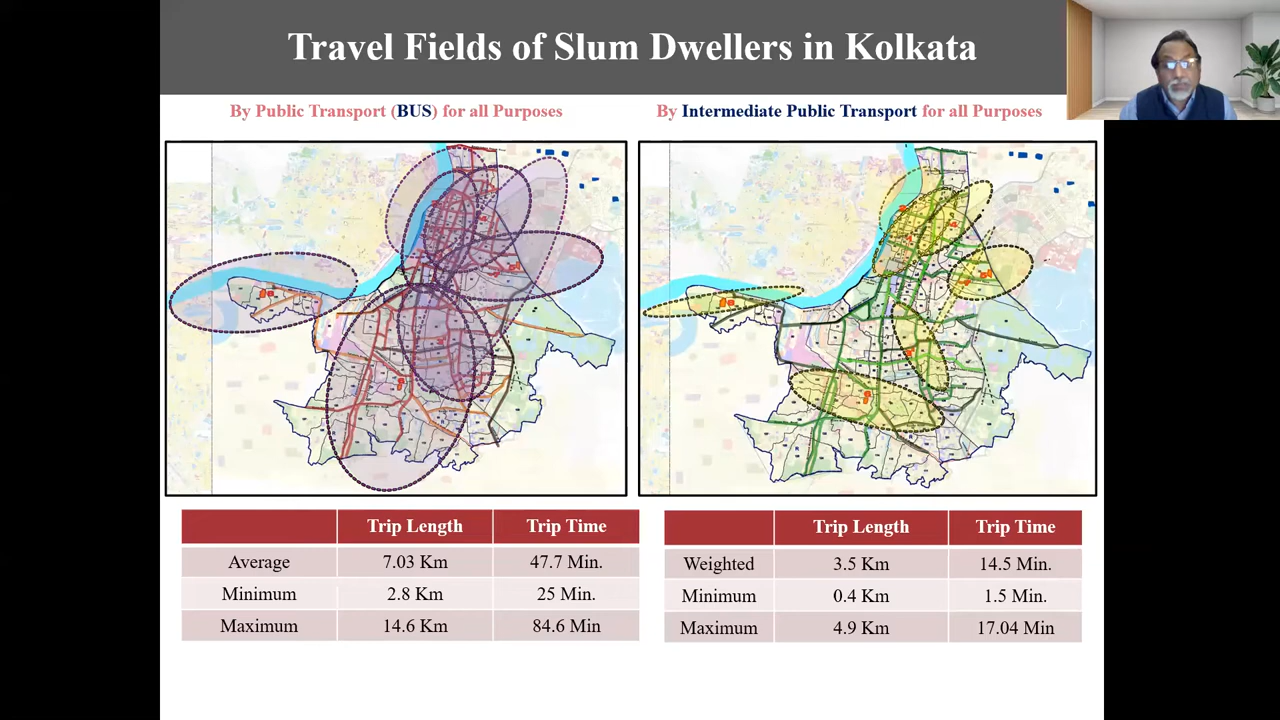 Travel Fields of Slum Dwellers in Kolkata
By Public Transport (BUS) for all Purposes
By Intermediate Public Transport for all Purposes
Trip Length Trip Time
Average 7.03 Km 47.7 Min.
Minimum 2.8 Km 25 Min.
Maximum 14.6 Km 84.6 Min
Trip Length Trip Time
Weighted 3.5 Km 14.5 Min.
Minimum 0.4 Km 1.5 Min.
Maximum 4.9 Km 17.04 Min